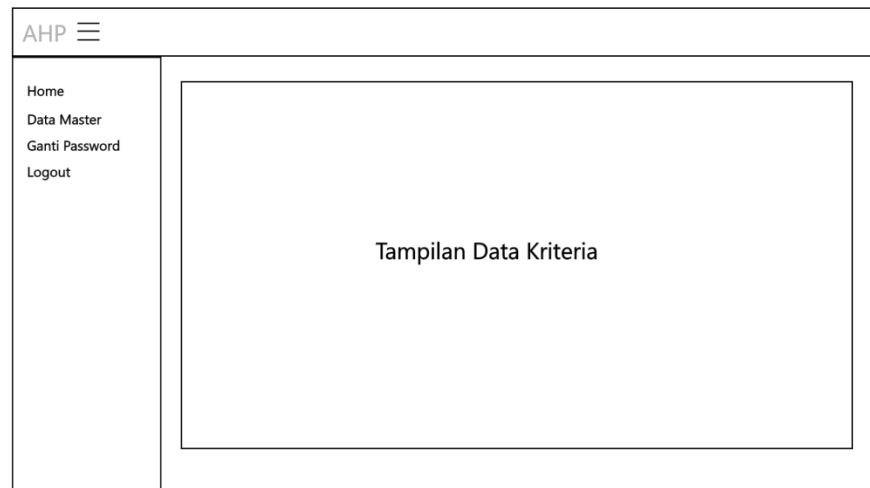 AHP
Home
Data Master
Ganti Password
Logout
Tampilan Data Kriteria